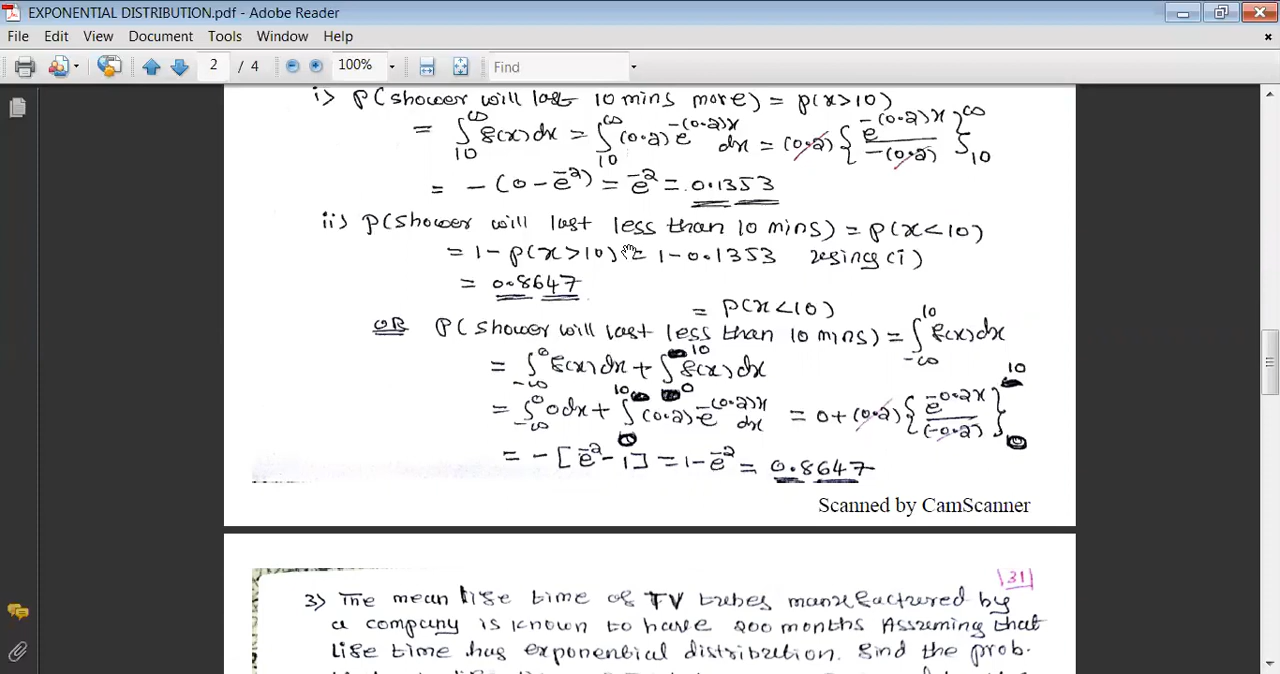 EXPONENTIAL DISTRIBUTION.pdf - Adobe Reader
File Edit View Document Tools Window Help
2 / 4 100% Find
i) P(shower will last 10 mins more) = P(x>10)
= ∫₁₀^∞ f(x)dx = ∫₁₀^∞ (0.2) e^-(0.2)x dx = (0.2) { e^-(0.2)x / -(0.2) }₁₀^∞
= -(0 - e^-2) = e^-2 = 0.1353
ii) P(shower will last less than 10 mins) = P(x<10)
= 1 - P(x>10) = 1 - 0.1353 using (i)
= 0.8647
= P(x<10)
OR P(shower will last less than 10 mins) = ∫_-∞^10 f(x)dx
= ∫_-∞^0 f(x)dx + ∫_0^10 f(x)dx
= ∫_-∞^0 0dx + ∫_0^10 (0.2) e^-(0.2)x dx = 0 + (0.2) { e^-0.2x / (-0.2) }_0^10
= -[e^-2 - 1] = 1 - e^-2 = 0.8647
Scanned by CamScanner
31
3) The mean life time of TV tubes manufactured by
a company is known to have 200 months Assuming that
life time has exponential distribution. find the prob.